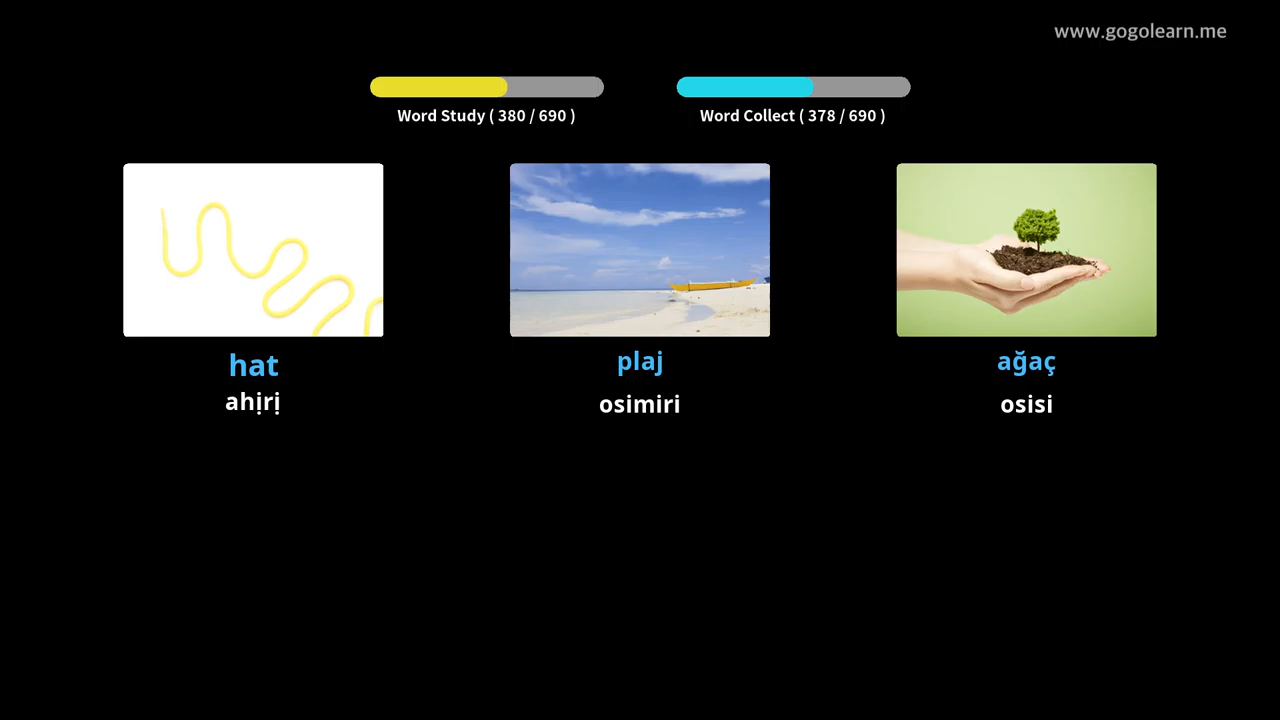 www.gogolearn.me
Word Study ( 380 / 690 )
Word Collect ( 378 / 690 )
hat
ahịrị
plaj
osimiri
ağaç
osisi